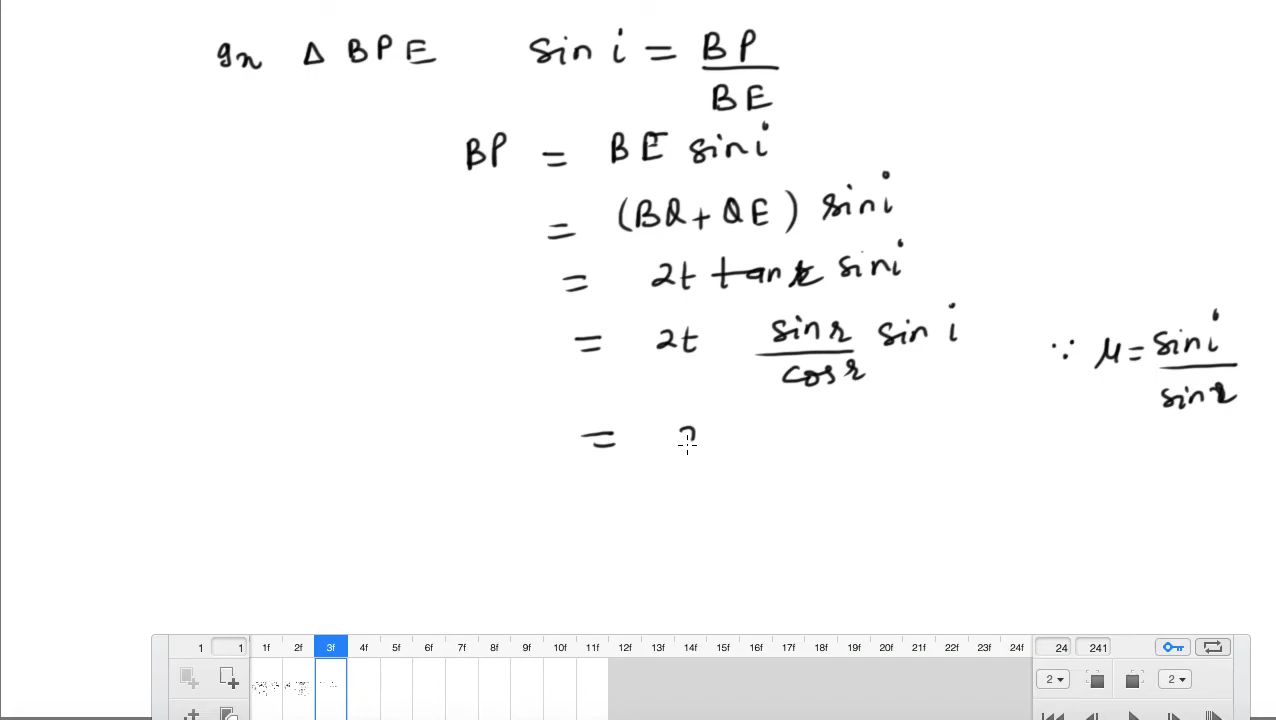 In Δ BPE sin i = BP / BE
BP = BE sin i
= (BQ + QE) sin i
= 2t tan r sin i
= 2t sin r / cos r sin i ∵ μ = sin i / sin r
= 2
1 1 1f 2f 3f 4f 5f 6f 7f 8f 9f 10f 11f 12f 13f 14f 15f 16f 17f 18f 19f 20f 21f 22f 23f 24f 24 241
2 2